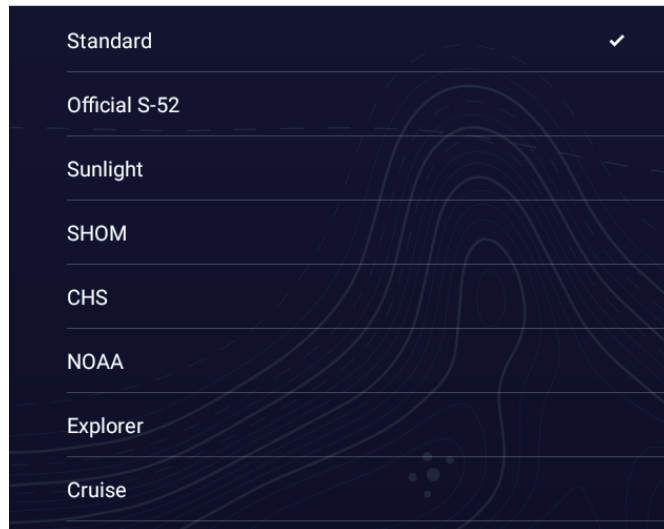 Standard
Official S-52
Sunlight
SHOM
CHS
NOAA
Explorer
Cruise